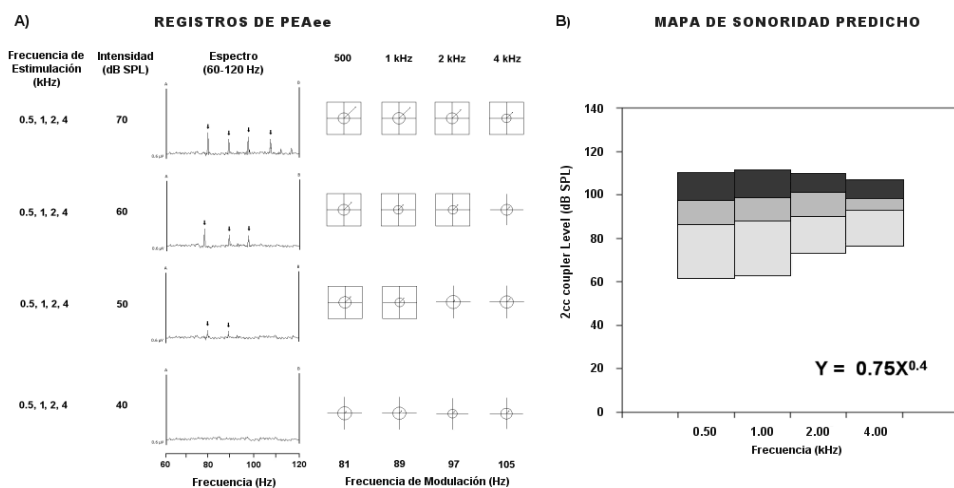 A)
REGISTROS DE PEAee
Frecuencia de Estimulación (kHz)
Intensidad (dB SPL)
Espectro (60-120 Hz)
500 1 kHz 2 kHz 4 kHz
0.5, 1, 2, 4 70
0.5, 1, 2, 4 60
0.5, 1, 2, 4 50
0.5, 1, 2, 4 40
60 80 100 120
Frecuencia (Hz)
81 89 97 105
Frecuencia de Modulación (Hz)
B)
MAPA DE SONORIDAD PREDICHO
2cc coupler Level (dB SPL)
140
120
100
80
60
40
20
0
Y = 0.75X^0.4
0.50 1.00 2.00 4.00
Frecuencia (kHz)